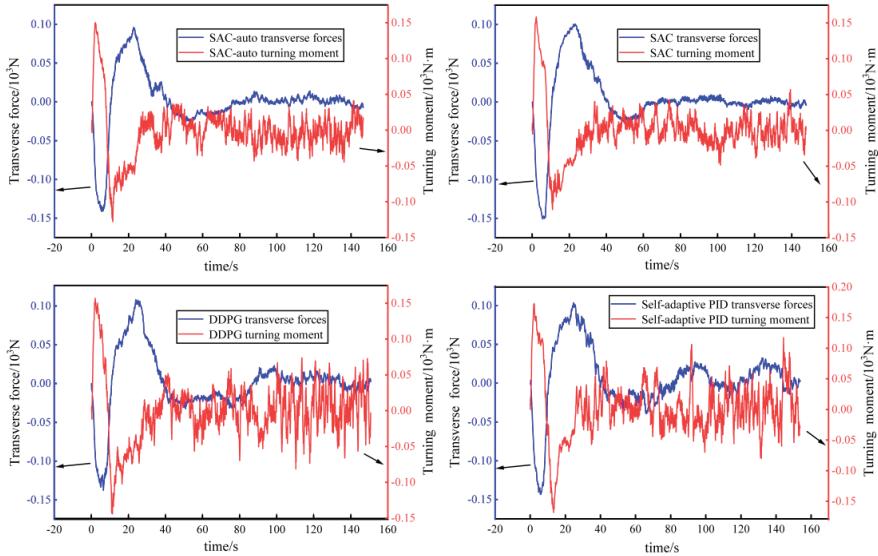 SAC-auto transverse forces
SAC-auto turning moment
Transverse force/10³N
0.10
0.05
0.00
-0.05
-0.10
-0.15
0.15
0.10
0.05
0.00
-0.05
-0.10
-0.15
Turning moment/10³N·m
-20 0 20 40 60 80 100 120 140 160
time/s
SAC transverse forces
SAC turning moment
Transverse force/10³N
0.10
0.05
0.00
-0.05
-0.10
-0.15
0.15
0.10
0.05
0.00
-0.05
-0.10
-0.15
Turning moment/10³N·m
-20 0 20 40 60 80 100 120 140 160
time/s
DDPG transverse forces
DDPG turning moment
Transverse force/10³N
0.10
0.05
0.00
-0.05
-0.10
-0.15
0.15
0.10
0.05
0.00
-0.05
-0.10
-0.15
Turning moment/10³N·m
-20 0 20 40 60 80 100 120 140 160
time/s
Self-adaptive PID transverse forces
Self-adaptive PID turning moment
Transverse force/10³N
0.10
0.05
0.00
-0.05
-0.10
-0.15
0.20
0.15
0.10
0.05
0.00
-0.05
-0.10
-0.15
Turning moment/10³N·m
-20 0 20 40 60 80 100 120 140 160
time/s